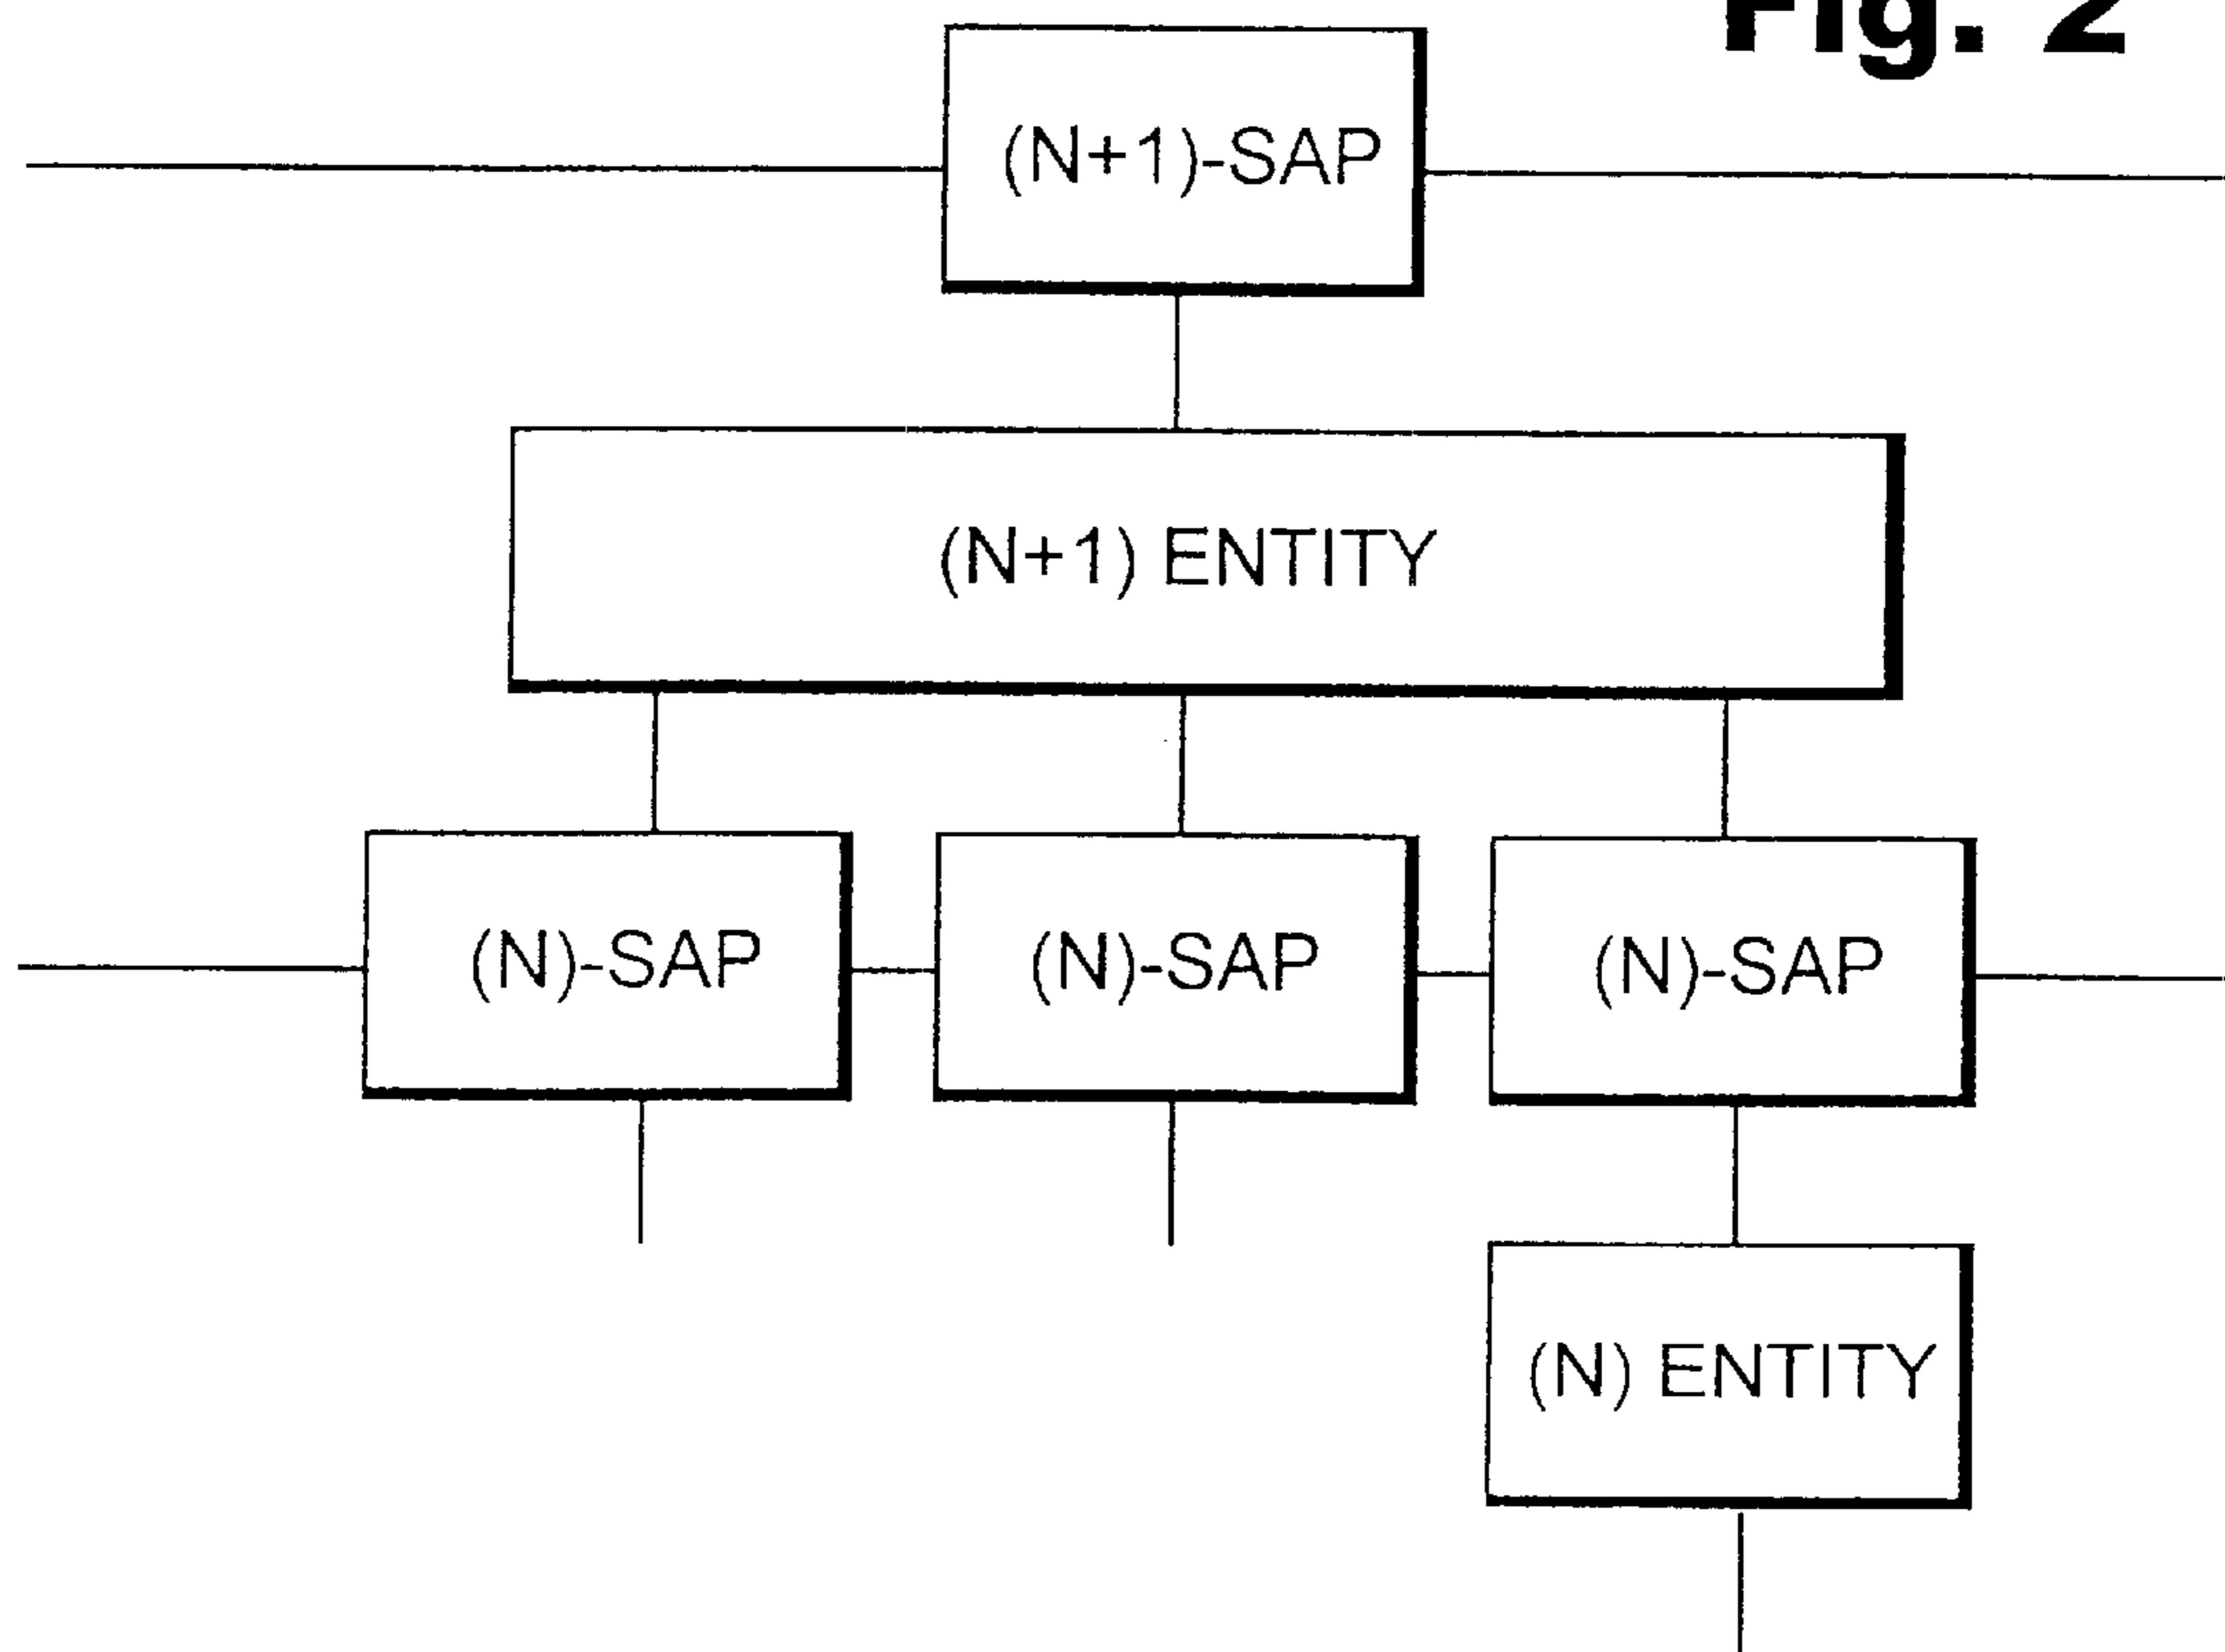 Fig. 2
(N+1)-SAP
(N+1) ENTITY
(N)-SAP
(N)-SAP
(N)-SAP
(N) ENTITY